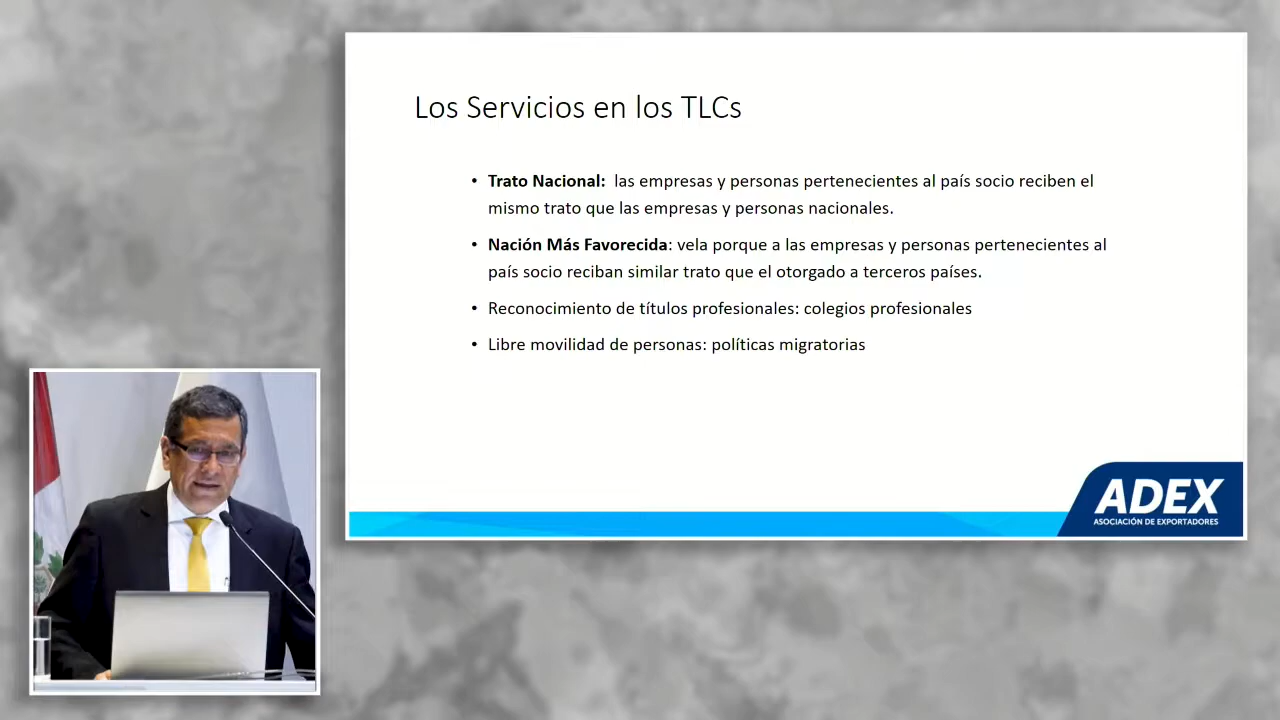 Los Servicios en los TLCs
• Trato Nacional: las empresas y personas pertenecientes al país socio reciben el
mismo trato que las empresas y personas nacionales.
• Nación Más Favorecida: vela porque a las empresas y personas pertenecientes al
país socio reciban similar trato que el otorgado a terceros países.
• Reconocimiento de títulos profesionales: colegios profesionales
• Libre movilidad de personas: políticas migratorias
ADEX
ASOCIACIÓN DE EXPORTADORES